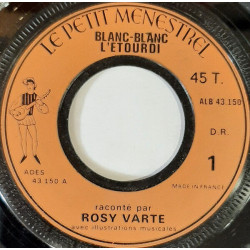 LE PETIT MENESTREL
BLANC-BLANC
L'ETOURDI
45 T.
ALB 43.150
D.R.
ADES
43.150 A
1
MADE IN FRANCE
raconté par
ROSY VARTE
avec illustrations musicales